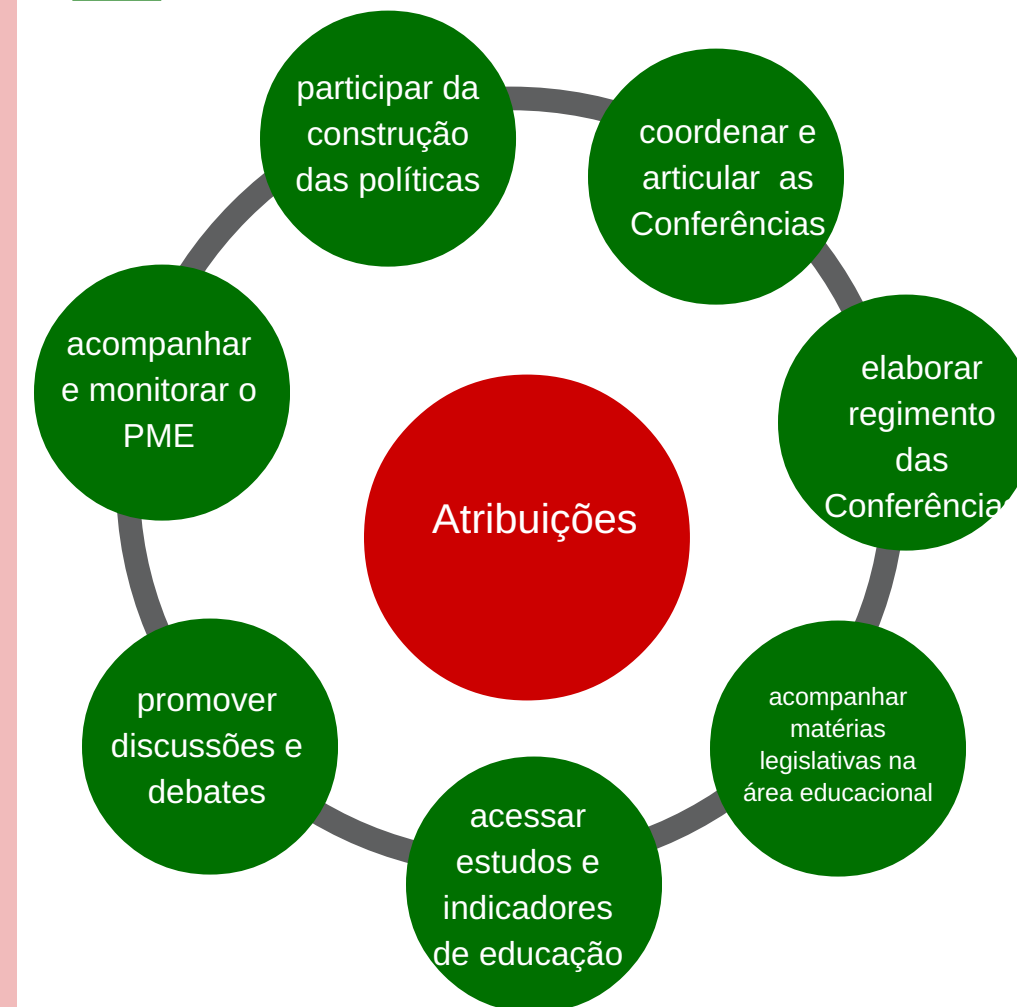 participar da
construção
das políticas
coordenar e
articular as
Conferências
elaborar
regimento
das
Conferências
acompanhar
matérias
legislativas na
área educacional
acessar
estudos e
indicadores
de educação
promover
discussões e
debates
acompanhar
e monitorar o
PME
Atribuições